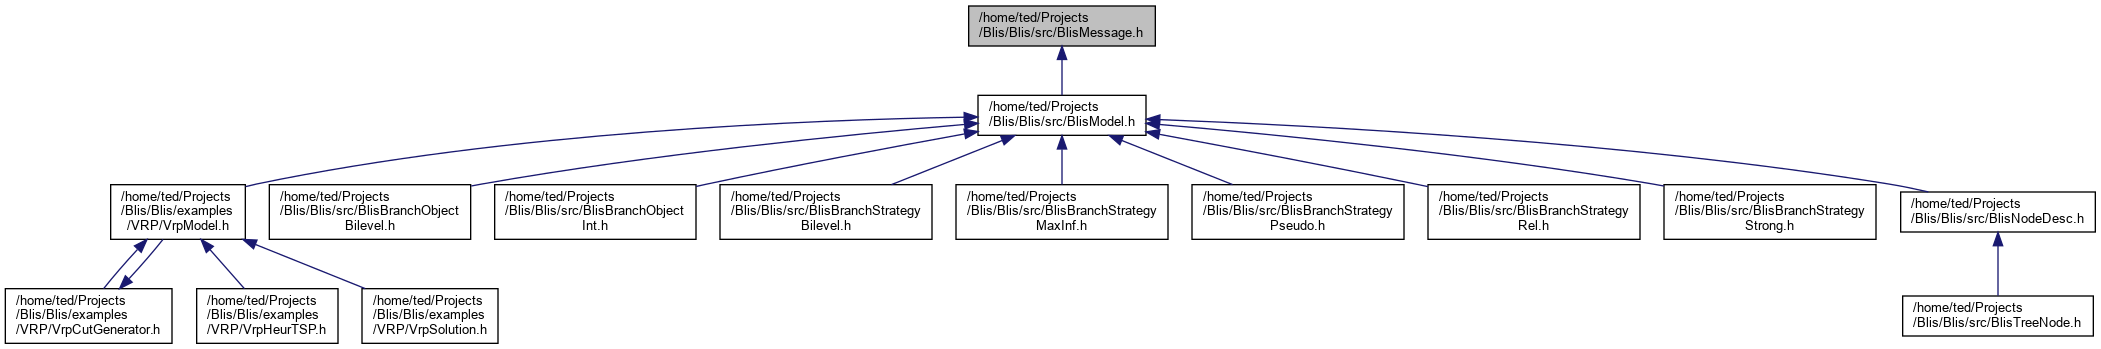 /home/ted/Projects
/Blis/Blis/src/BlisMessage.h
/home/ted/Projects
/Blis/Blis/src/BlisModel.h
/home/ted/Projects
/Blis/Blis/examples
/VRP/VrpModel.h
/home/ted/Projects
/Blis/Blis/src/BlisBranchObject
Bilevel.h
/home/ted/Projects
/Blis/Blis/src/BlisBranchObject
Int.h
/home/ted/Projects
/Blis/Blis/src/BlisBranchStrategy
Bilevel.h
/home/ted/Projects
/Blis/Blis/src/BlisBranchStrategy
MaxInf.h
/home/ted/Projects
/Blis/Blis/src/BlisBranchStrategy
Pseudo.h
/home/ted/Projects
/Blis/Blis/src/BlisBranchStrategy
Rel.h
/home/ted/Projects
/Blis/Blis/src/BlisBranchStrategy
Strong.h
/home/ted/Projects
/Blis/Blis/src/BlisNodeDesc.h
/home/ted/Projects
/Blis/Blis/examples
/VRP/VrpCutGenerator.h
/home/ted/Projects
/Blis/Blis/examples
/VRP/VrpHeurTSP.h
/home/ted/Projects
/Blis/Blis/examples
/VRP/VrpSolution.h
/home/ted/Projects
/Blis/Blis/src/BlisTreeNode.h